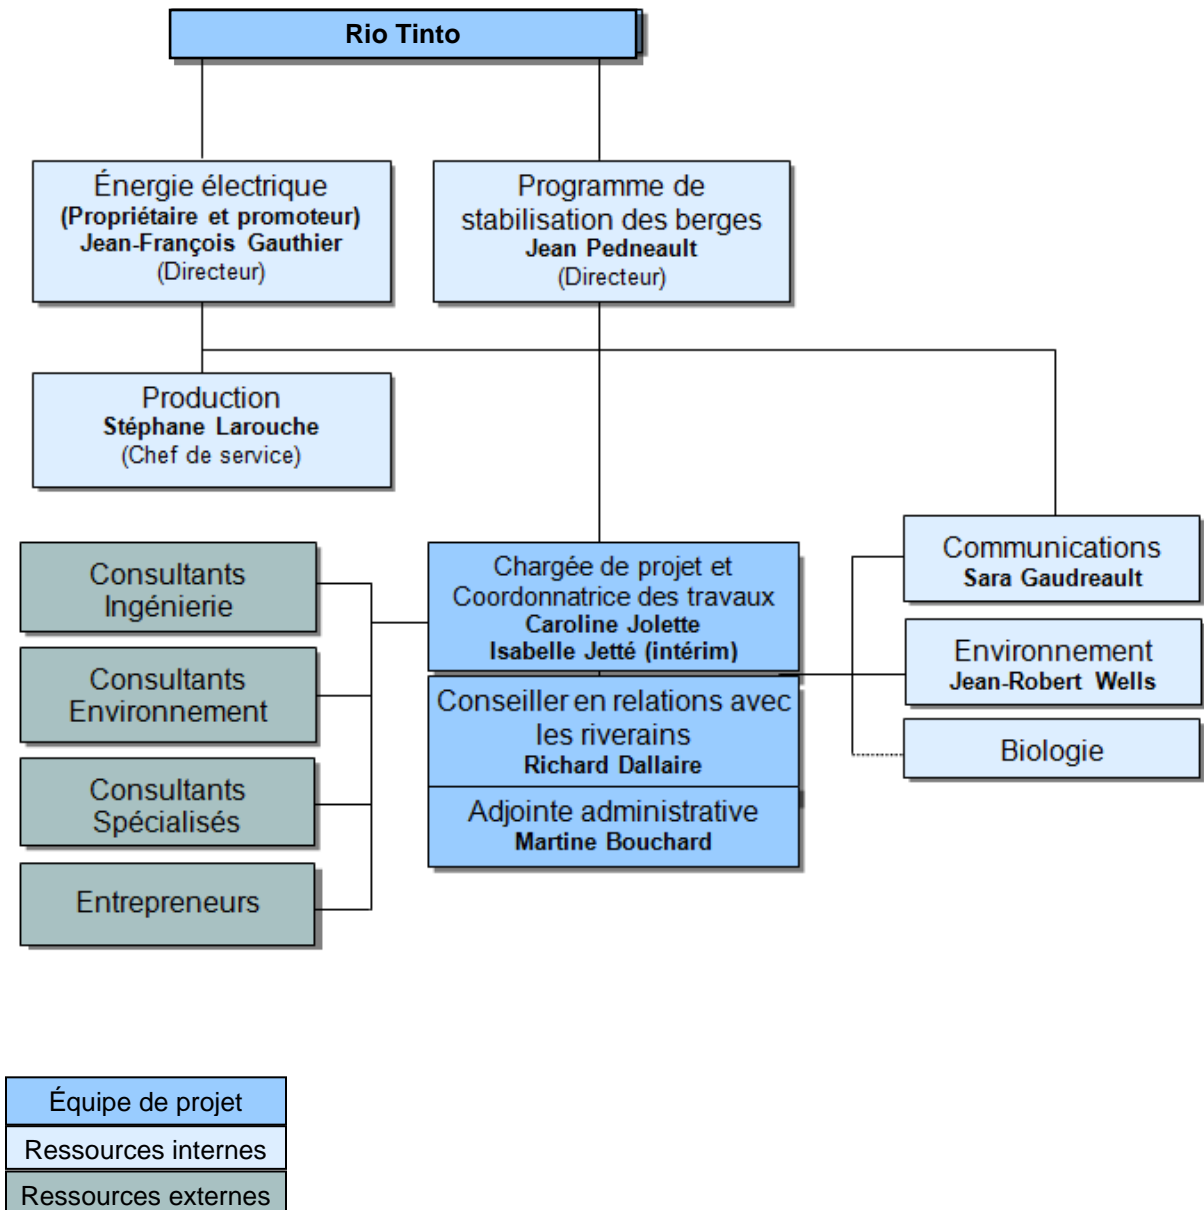 Rio Tinto
Énergie électrique
(Propriétaire et promoteur)
Jean-François Gauthier
(Directeur)
Programme de
stabilisation des berges
Jean Pedneault
(Directeur)
Production
Stéphane Larouche
(Chef de service)
Consultants
Ingénierie
Consultants
Environnement
Consultants
Spécialisés
Entrepreneurs
Chargée de projet et
Coordonnatrice des travaux
Caroline Jolette
Isabelle Jetté (intérim)
Conseiller en relations avec
les riverains
Richard Dallaire
Adjointe administrative
Martine Bouchard
Communications
Sara Gaudreault
Environnement
Jean-Robert Wells
Biologie
Équipe de projet
Ressources internes
Ressources externes